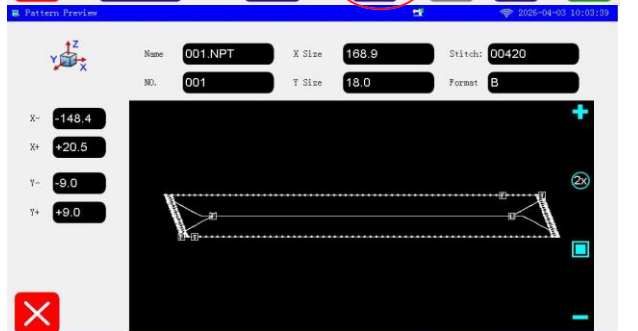 Pattern Preview 2026-04-03 10:03:59
Z
Y X
Name 001.NPT X Size 168.9 Stitch: 00420
NO. 001 Y Size 18.0 Format B
X- -148.4
X+ +20.5
Y- -9.0
Y+ +9.0
2x